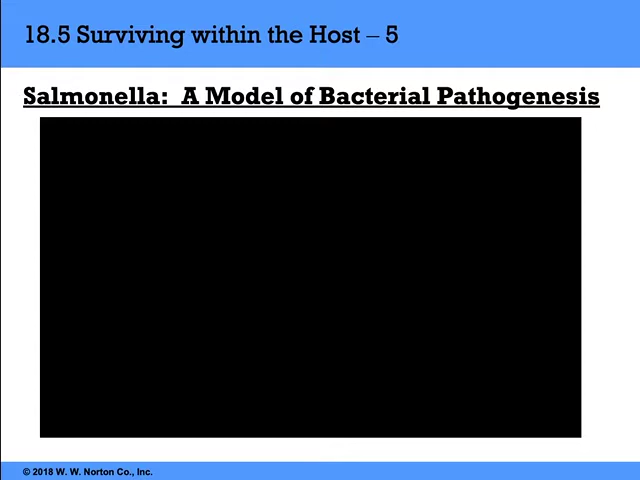 18.5 Surviving within the Host – 5
Salmonella:  A Model of Bacterial Pathogenesis
© 2018 W. W. Norton Co., Inc.